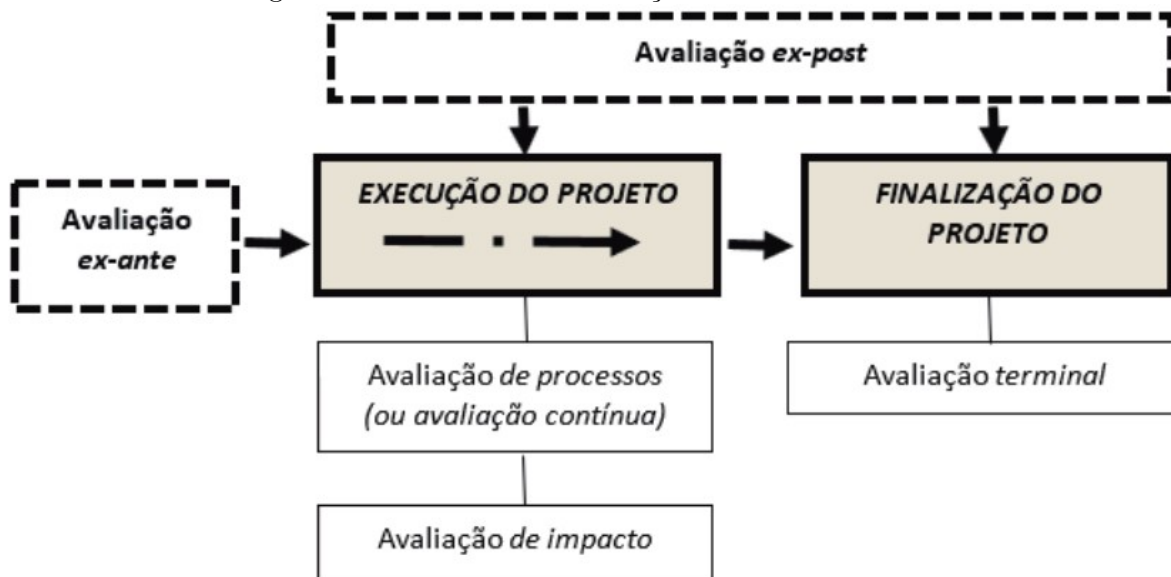 Avaliação ex-post
Avaliação
ex-ante
EXECUÇÃO DO PROJETO
FINALIZAÇÃO DO
PROJETO
Avaliação de processos
(ou avaliação contínua)
Avaliação terminal
Avaliação de impacto